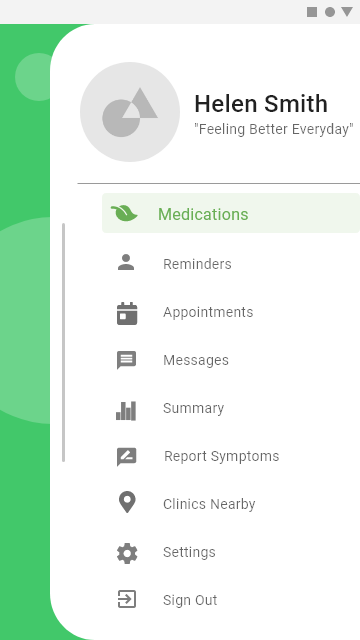 Helen Smith
"Feeling Better Everyday"
Medications
Reminders
Appointments
Messages
Summary
Report Symptoms
Clinics Nearby
Settings
Sign Out